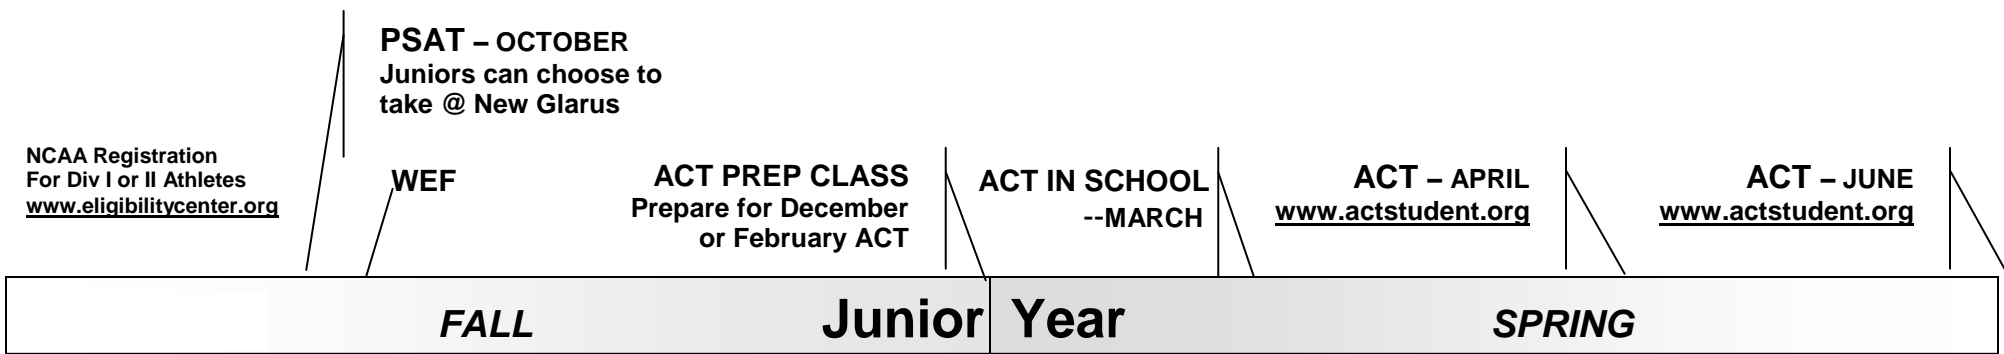 PSAT – OCTOBER
Juniors can choose to
take @ New Glarus
NCAA Registration
For Div I or II Athletes
www.eligibilitycenter.org
WEF
ACT PREP CLASS
Prepare for December
or February ACT
ACT IN SCHOOL
--MARCH
ACT – APRIL
www.actstudent.org
ACT – JUNE
www.actstudent.org
FALL
Junior Year
SPRING